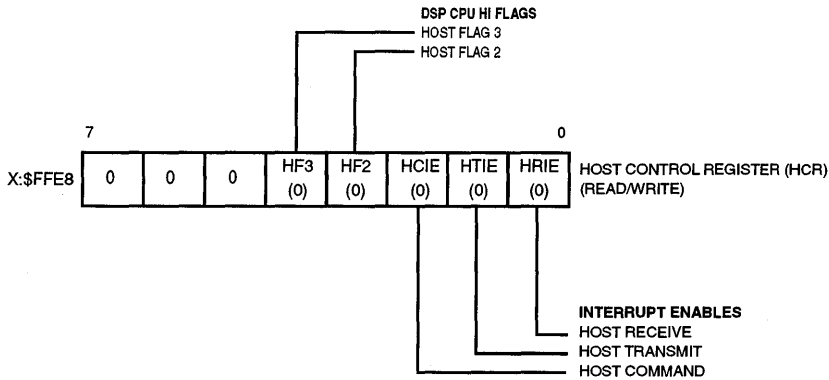 DSP CPU HI FLAGS
HOST FLAG 3
HOST FLAG 2
7 0
X:$FFE8 0 0 0 HF3 (0) HF2 (0) HCIE (0) HTIE (0) HRIE (0) HOST CONTROL REGISTER (HCR)
(READ/WRITE)
INTERRUPT ENABLES
HOST RECEIVE
HOST TRANSMIT
HOST COMMAND